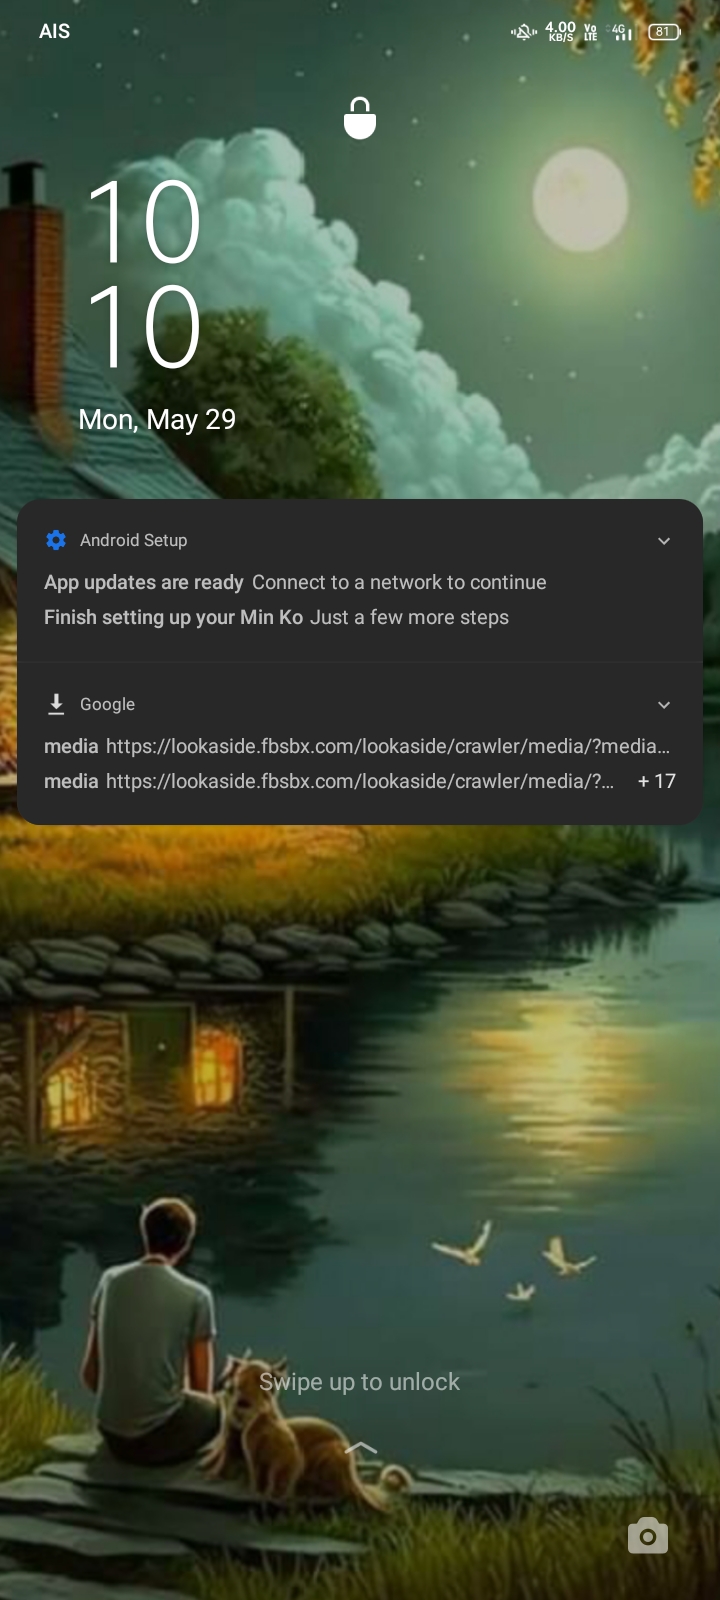 AIS
4.00
KB/S
Vo
LTE
4G
81
10
10
Mon, May 29
Android Setup
App updates are ready Connect to a network to continue
Finish setting up your Min Ko Just a few more steps
Google
media https://lookaside.fbsbx.com/lookaside/crawler/media/?media...
media https://lookaside.fbsbx.com/lookaside/crawler/media/?... + 17
Swipe up to unlock